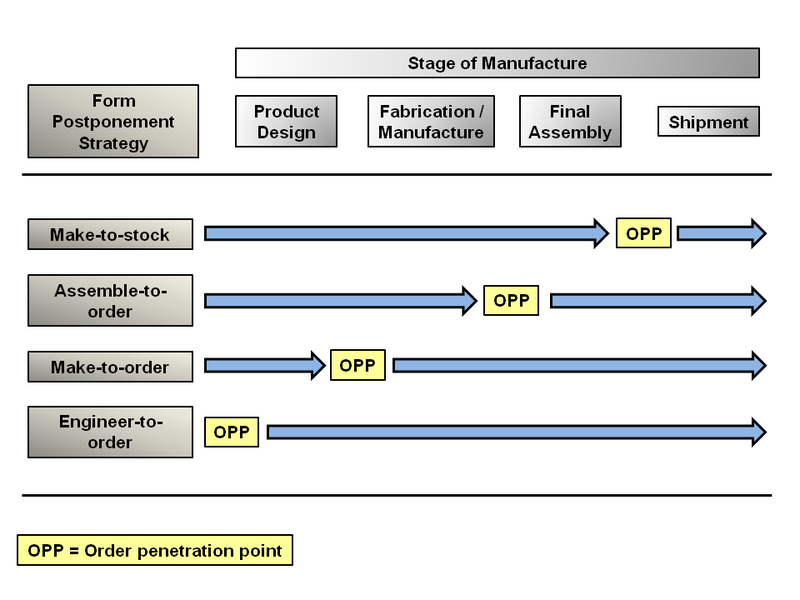 Stage of Manufacture
Form
Postponement
Strategy
Product
Design
Fabrication /
Manufacture
Final
Assembly
Shipment
Make-to-stock
OPP
Assemble-to-
order
OPP
Make-to-order
OPP
Engineer-to-
order
OPP
OPP = Order penetration point